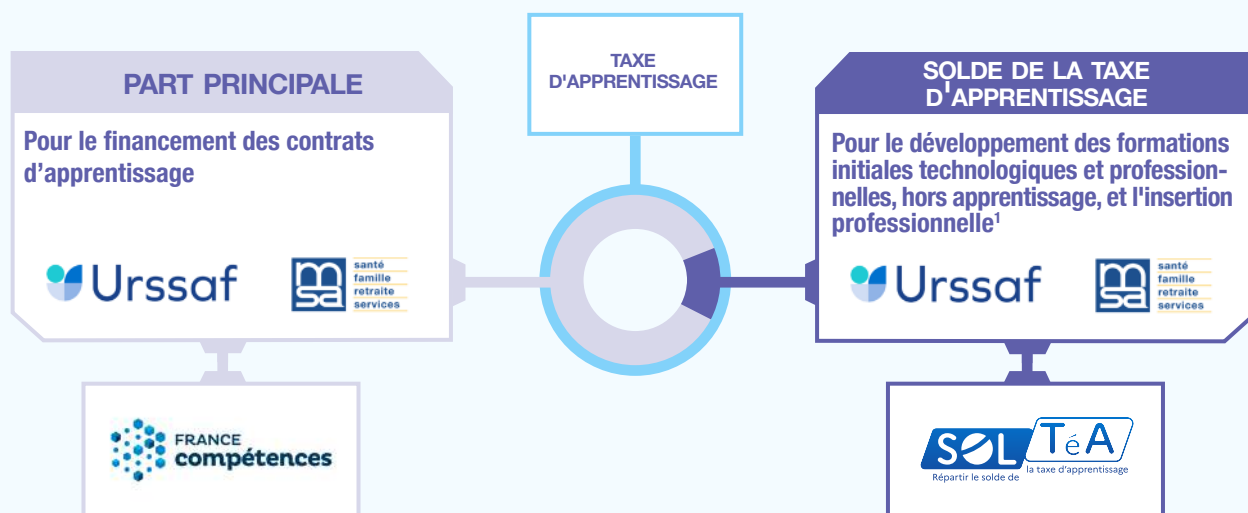 TAXE
D'APPRENTISSAGE
PART PRINCIPALE
Pour le financement des contrats
d’apprentissage
Urssaf
msa
santé
famille
retraite
services
FRANCE
compétences
SOLDE DE LA TAXE
D'APPRENTISSAGE
Pour le développement des formations
initiales technologiques et profession-
nelles, hors apprentissage, et l'insertion
professionnelle¹
Urssaf
msa
santé
famille
retraite
services
SOLTéA
Répartir le solde de la taxe d'apprentissage